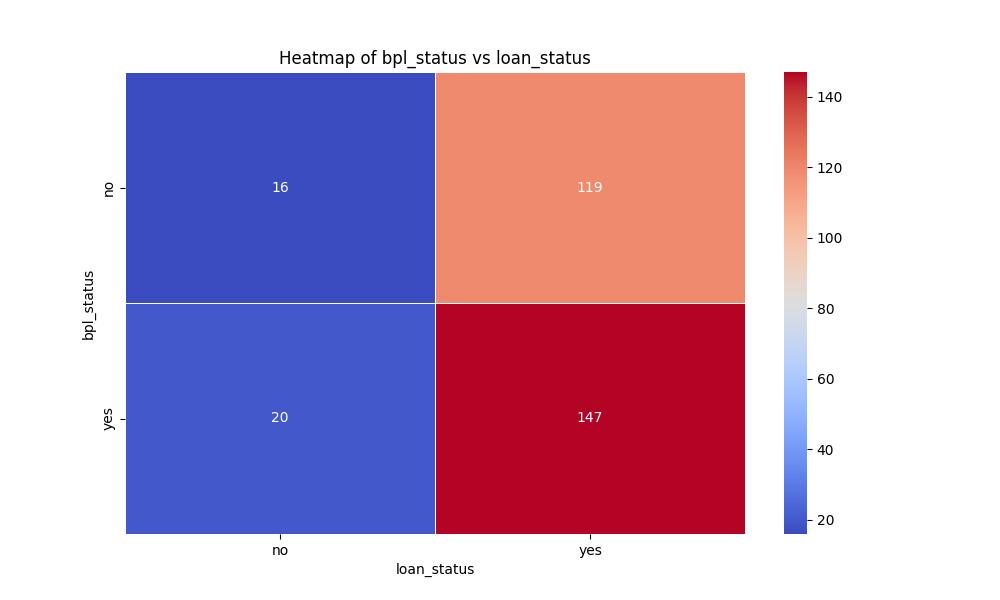 Heatmap of bpl_status vs loan_status
bpl_status
no
yes
16
119
20
147
no
yes
loan_status
140
120
100
80
60
40
20